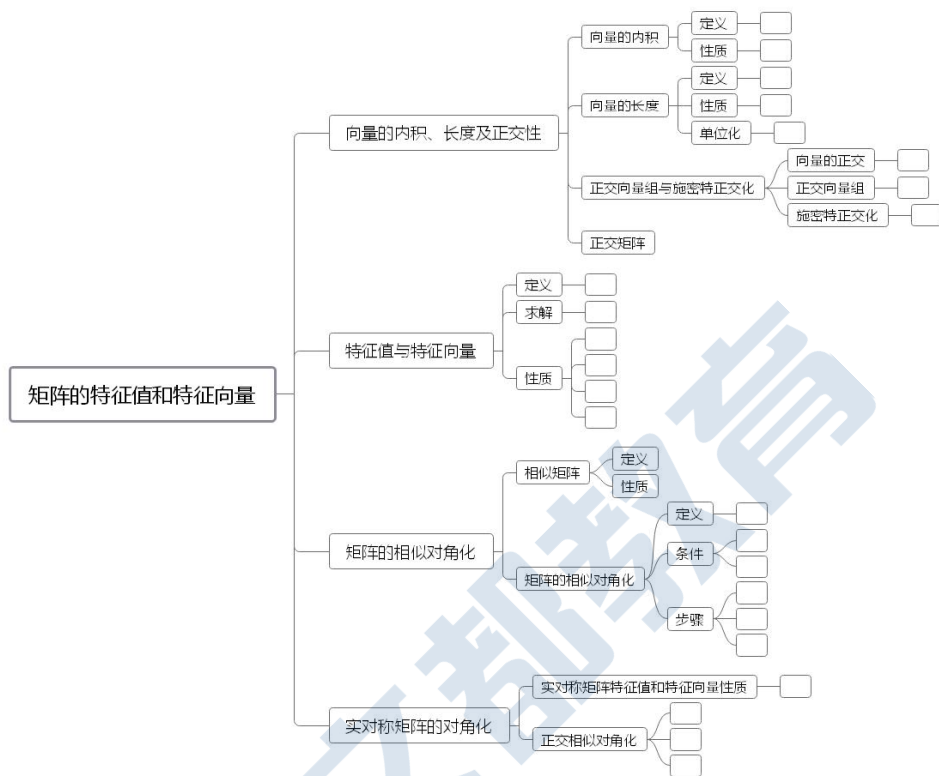 矩阵的特征值和特征向量
向量的内积、长度及正交性
向量的内积
定义
性质
向量的长度
定义
性质
单位化
正交向量组与施密特正交化
向量的正交
正交向量组
施密特正交化
正交矩阵
特征值与特征向量
定义
求解
性质
矩阵的相似对角化
相似矩阵
定义
性质
矩阵的相似对角化
定义
条件
步骤
实对称矩阵的对角化
实对称矩阵特征值和特征向量性质
正交相似对角化
文都教育